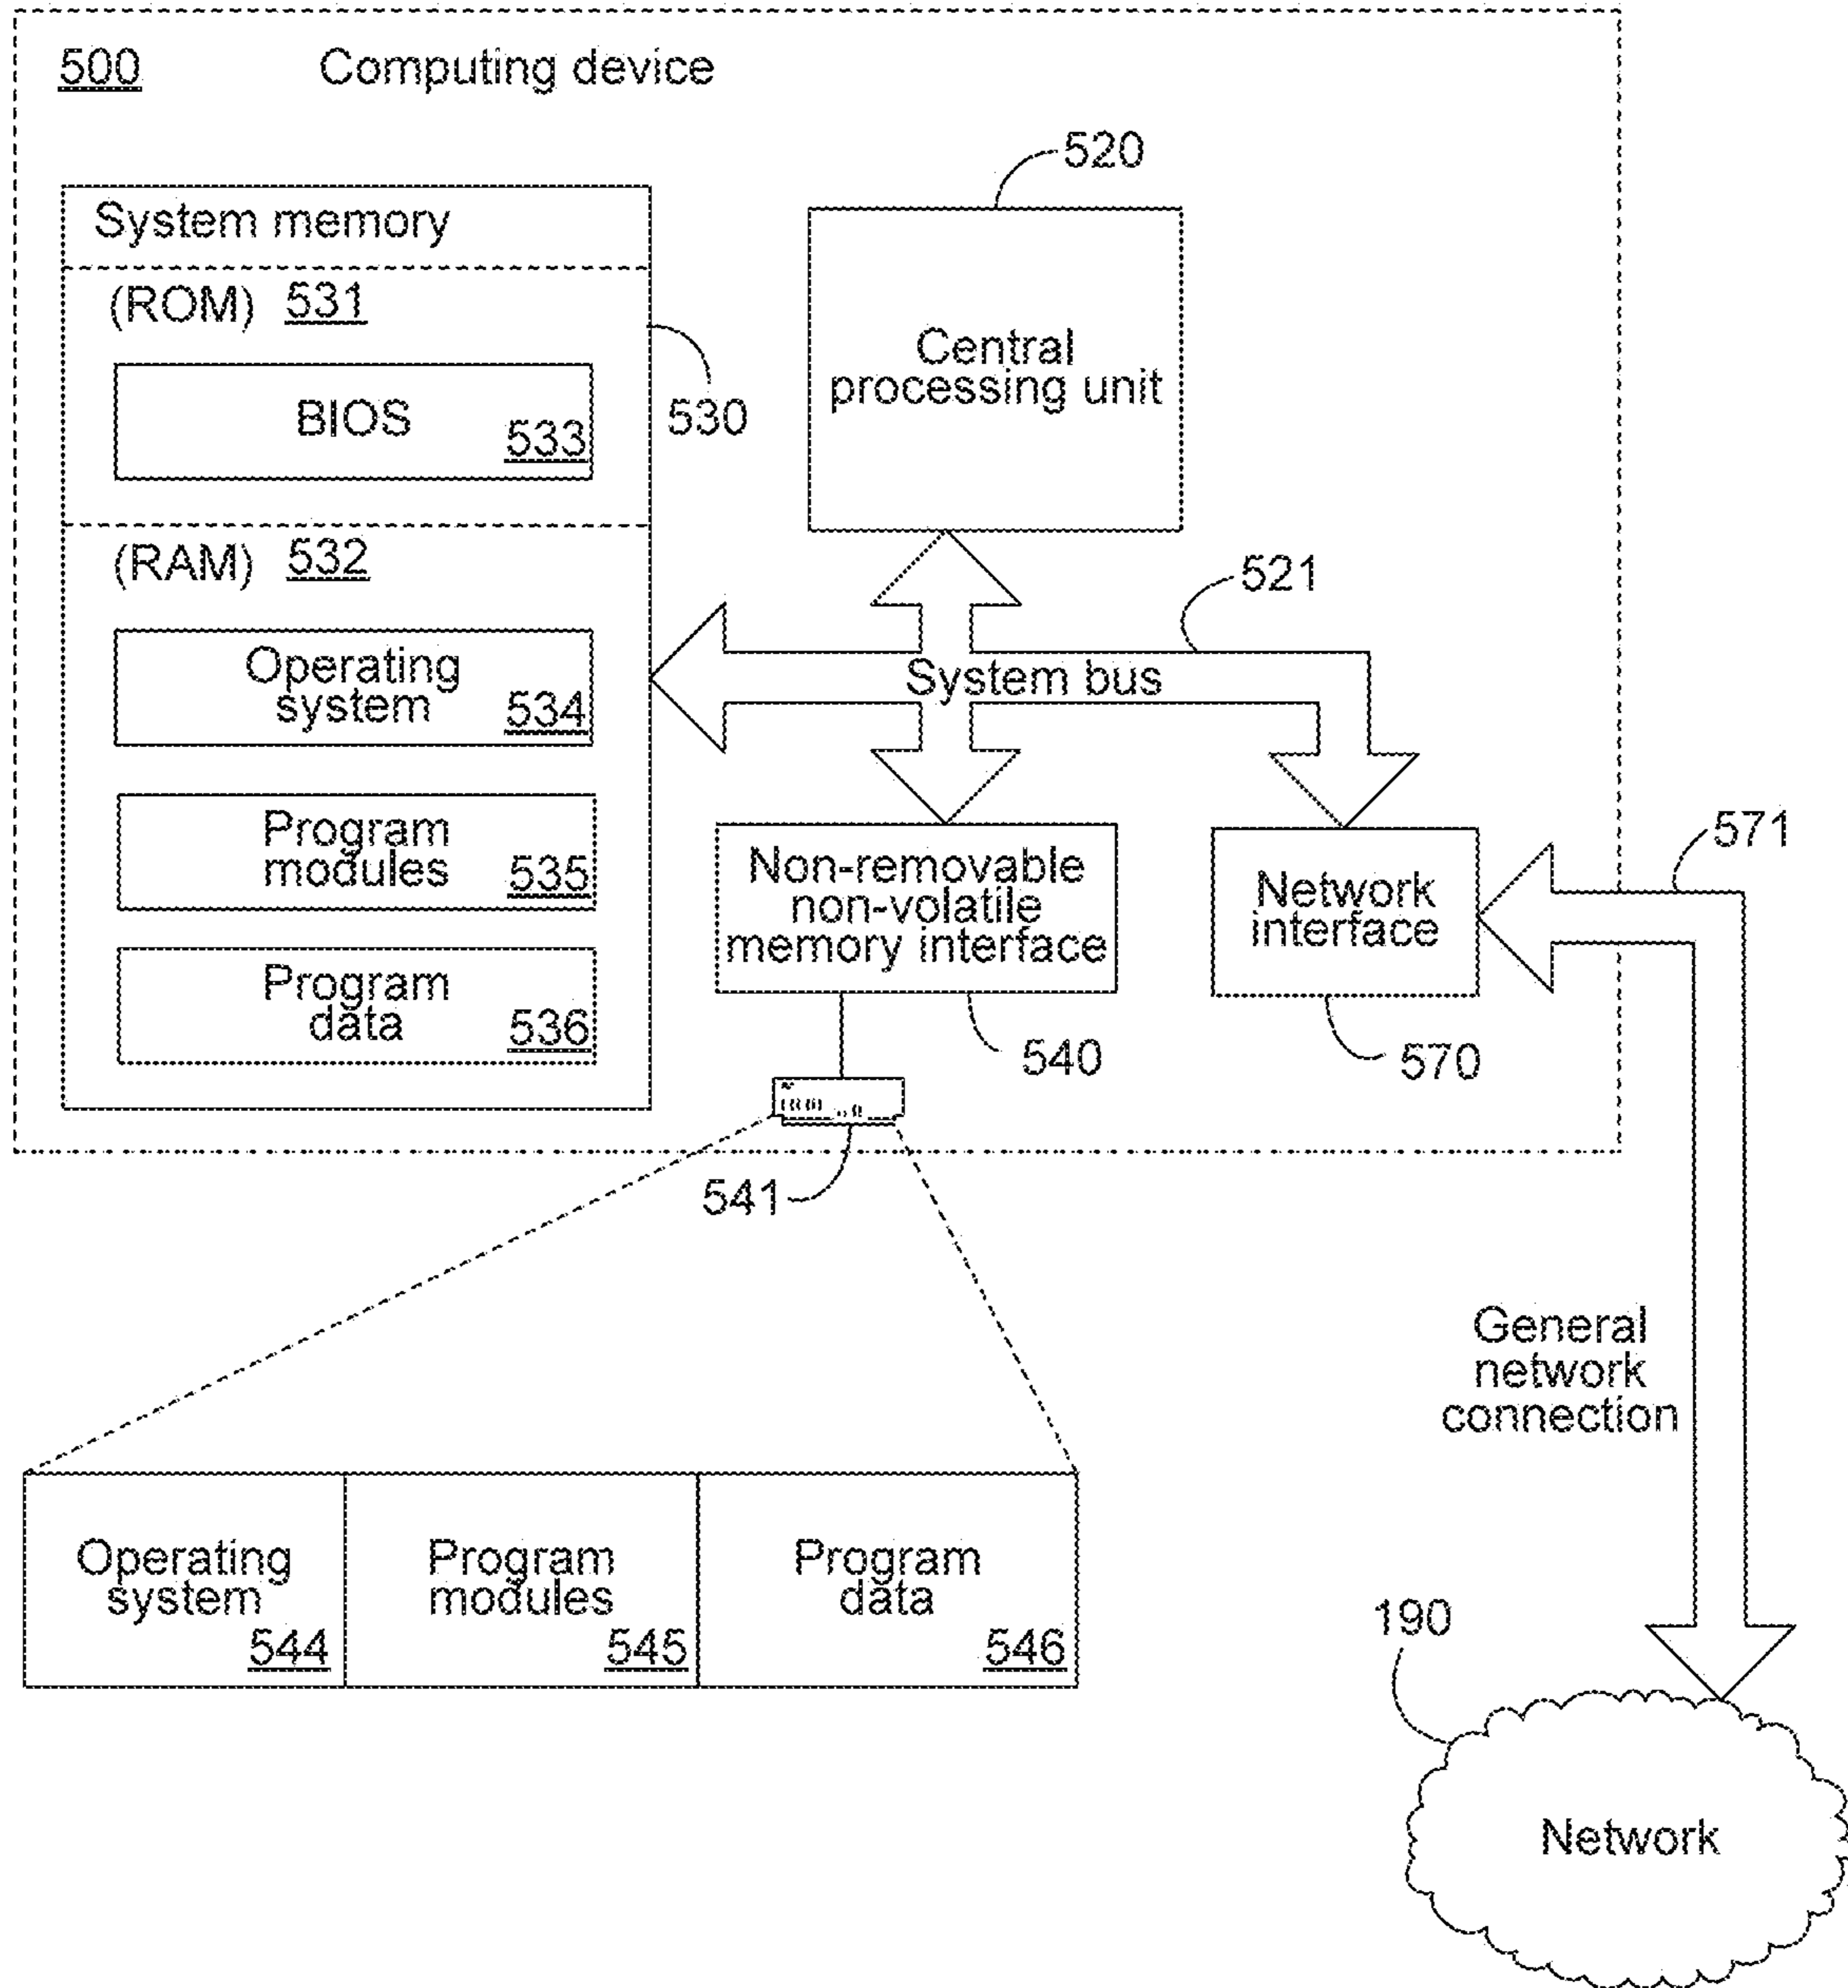 500 Computing device
520
System memory
(ROM) 531
BIOS 533
530
Central
processing unit
(RAM) 532
521
Operating
system 534
System bus
Program
modules 535
Program
data 536
Non-removable
non-volatile
memory interface
540
Network
interface
570
571
541
General
network
connection
Operating
system
544
Program
modules
545
Program
data
546
190
Network